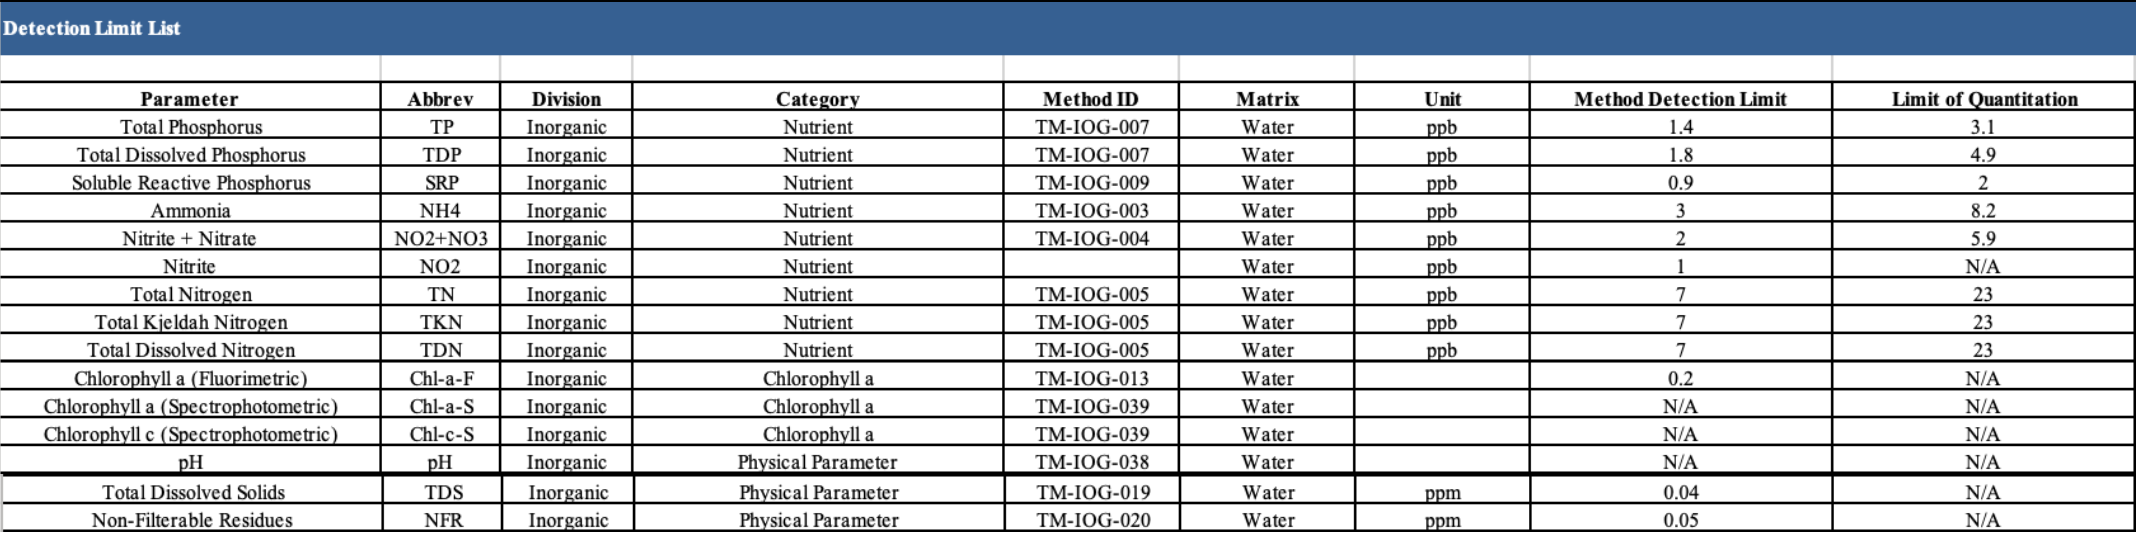 Detection Limit List
Parameter Abbrev Division Category Method ID Matrix Unit Method Detection Limit Limit of Quantitation
Total Phosphorus TP Inorganic Nutrient TM-IOG-007 Water ppb 1.4 3.1
Total Dissolved Phosphorus TDP Inorganic Nutrient TM-IOG-007 Water ppb 1.8 4.9
Soluble Reactive Phosphorus SRP Inorganic Nutrient TM-IOG-009 Water ppb 0.9 2
Ammonia NH4 Inorganic Nutrient TM-IOG-003 Water ppb 3 8.2
Nitrite + Nitrate NO2+NO3 Inorganic Nutrient TM-IOG-004 Water ppb 2 5.9
Nitrite NO2 Inorganic Nutrient Water ppb 1 N/A
Total Nitrogen TN Inorganic Nutrient TM-IOG-005 Water ppb 7 23
Total Kjeldah Nitrogen TKN Inorganic Nutrient TM-IOG-005 Water ppb 7 23
Total Dissolved Nitrogen TDN Inorganic Nutrient TM-IOG-005 Water ppb 7 23
Chlorophyll a (Fluorimetric) Chl-a-F Inorganic Chlorophyll a TM-IOG-013 Water 0.2 N/A
Chlorophyll a (Spectrophotometric) Chl-a-S Inorganic Chlorophyll a TM-IOG-039 Water N/A N/A
Chlorophyll c (Spectrophotometric) Chl-c-S Inorganic Chlorophyll a TM-IOG-039 Water N/A N/A
pH pH Inorganic Physical Parameter TM-IOG-038 Water N/A N/A
Total Dissolved Solids TDS Inorganic Physical Parameter TM-IOG-019 Water ppm 0.04 N/A
Non-Filterable Residues NFR Inorganic Physical Parameter TM-IOG-020 Water ppm 0.05 N/A